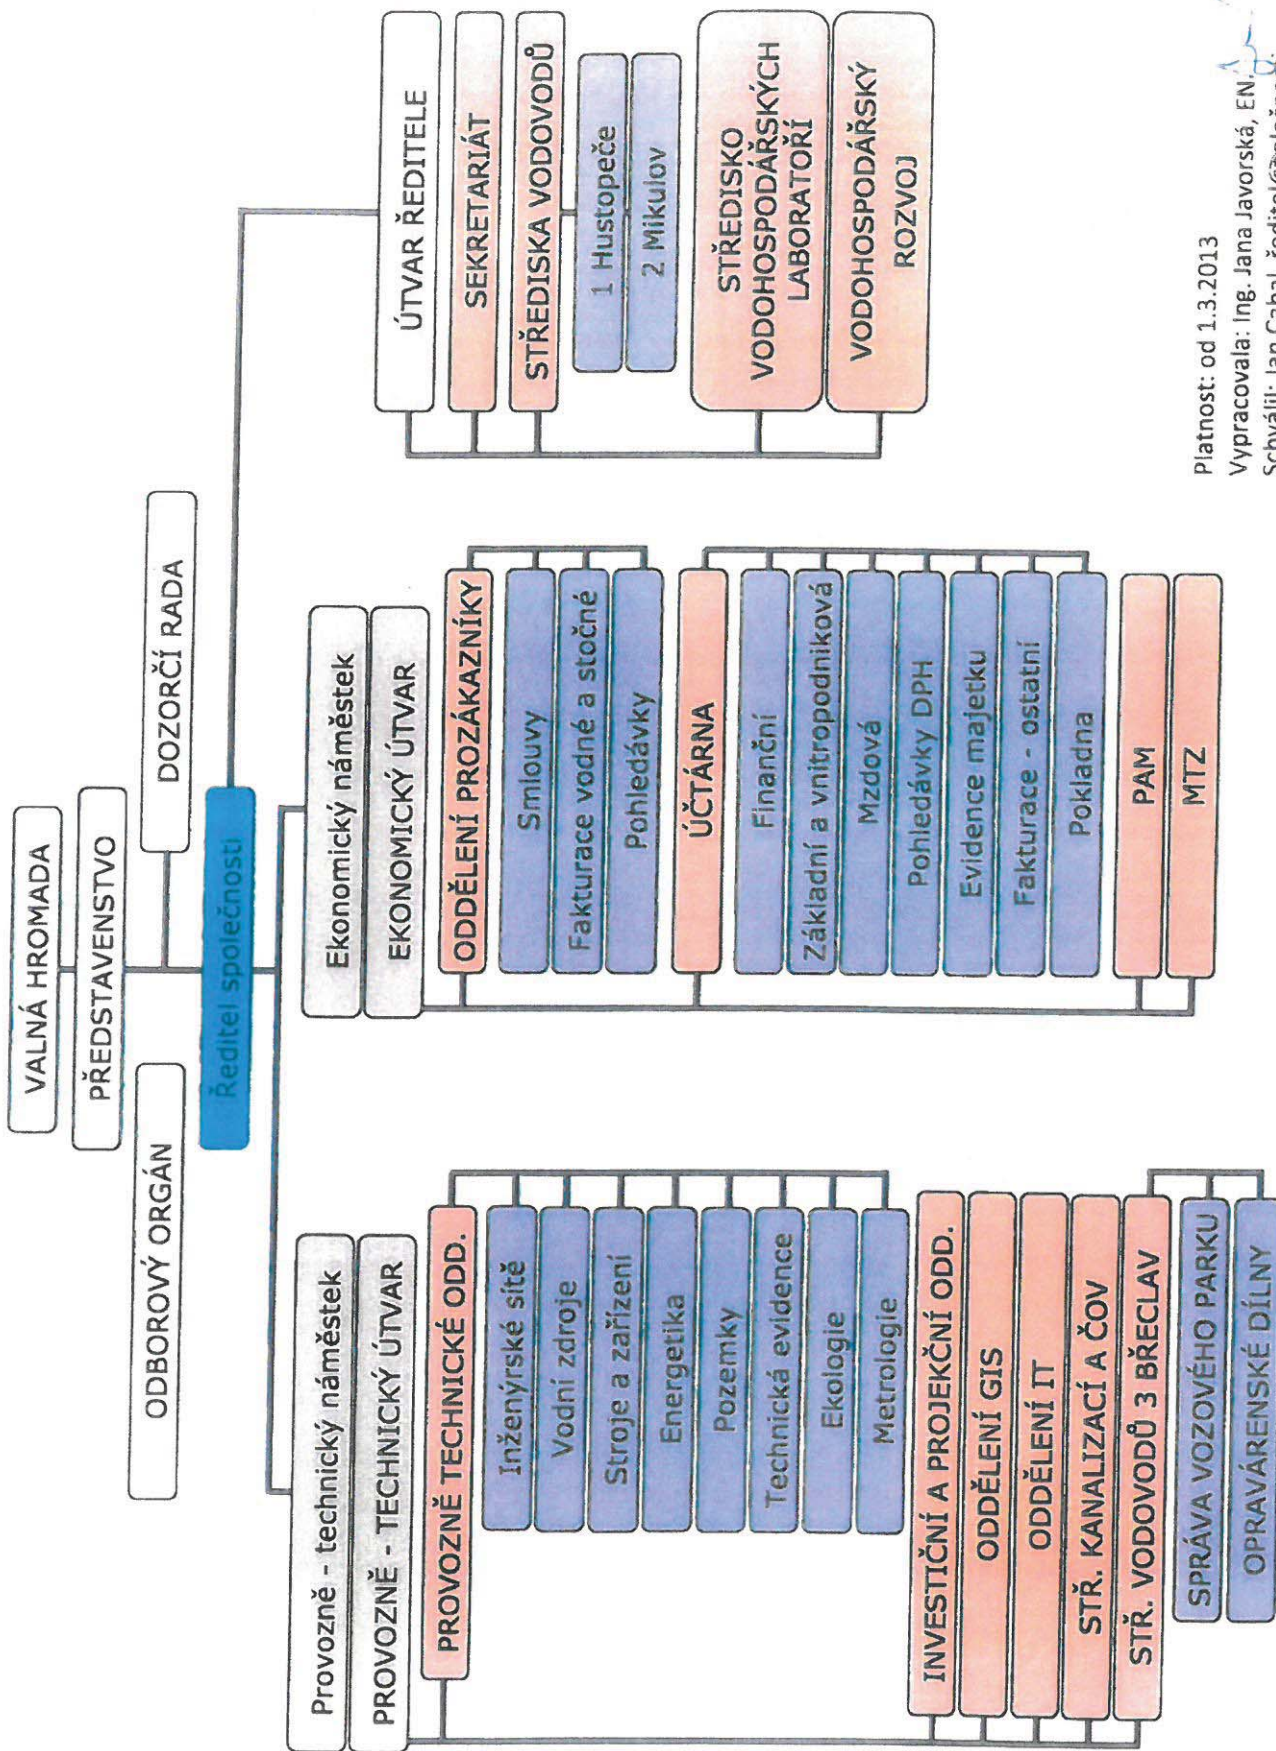 VALNÁ HROMADA
PŘEDSTAVENSTVO
ODBOROVÝ ORGÁN
DOZORČÍ RADA
Ředitel společnosti
Provozně - technický náměstek
PROVOZNĚ - TECHNICKÝ ÚTVAR
PROVOZNĚ TECHNICKÉ ODD.
Inženýrské sítě
Vodní zdroje
Stroje a zařízení
Energetika
Pozemky
Technická evidence
Ekologie
Metrologie
INVESTIČNÍ A PROJEKČNÍ ODD.
ODDĚLENÍ GIS
ODDĚLENÍ IT
STŘ. KANALIZACÍ A ČOV
STŘ. VODOVODŮ 3 BŘECLAV
SPRÁVA VOZOVÉHO PARKU
OPRAVÁRENSKÉ DÍLNY
Ekonomický náměstek
EKONOMICKÝ ÚTVAR
ODDĚLENÍ PROZÁKAZNÍKY
Smlouvy
Fakturace vodné a stočné
Pohledávky
ÚČTÁRNA
Finanční
Základní a vnitropodniková
Mzdová
Pohledávky DPH
Evidence majetku
Fakturace - ostatní
Pokladna
PAM
MTZ
ÚTVAR ŘEDITELE
SEKRETARIÁT
STŘEDISKA VODOVODŮ
1 Hustopeče
2 Mikulov
STŘEDISKO
VODOHOSPODÁŘSKÝCH
LABORATOŘÍ
VODOHOSPODÁŘSKÝ
ROZVOJ
Platnost: od 1.3.2013
Vypracovala: Ing. Jana Javorská, EN.
Schválil: Jan